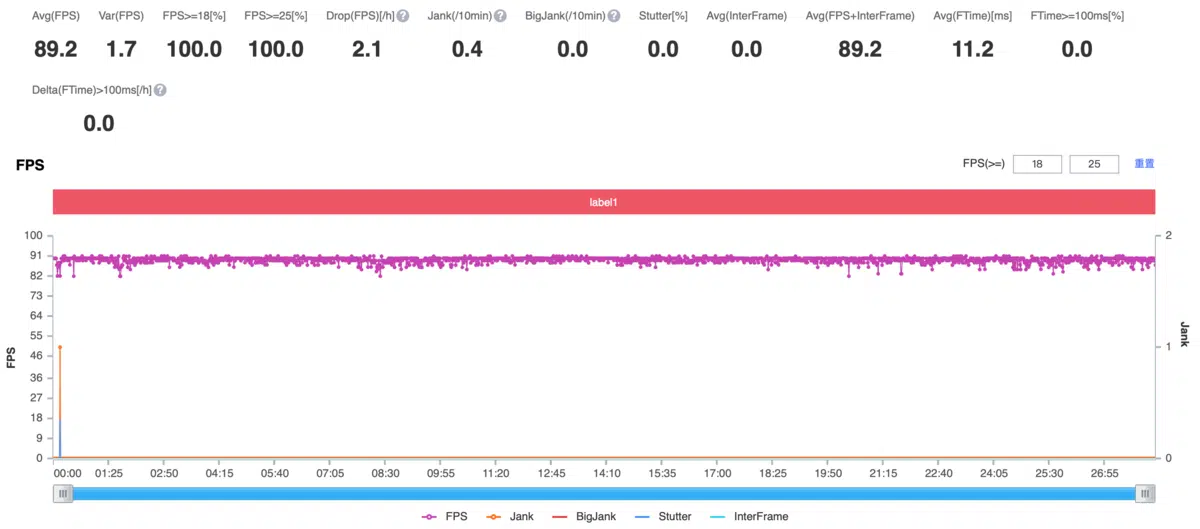 Avg(FPS) Var(FPS) FPS>=18[%] FPS>=25[%] Drop(FPS)[/h] ? Jank(/10min) ? BigJank(/10min) ? Stutter[%] Avg(InterFrame) Avg(FPS+InterFrame) Avg(FTime)[ms] FTime>=100ms[%]
89.2 1.7 100.0 100.0 2.1 0.4 0.0 0.0 0.0 89.2 11.2 0.0
Delta(FTime)>100ms[/h] ?
0.0
FPS
FPS(>=) 18 25 重置
label1
100
91
82
73
64
55
46
36
27
18
9
0
FPS
2
1
0
Jank
00:00 01:25 02:50 04:15 05:40 07:05 08:30 09:55 11:20 12:45 14:10 15:35 17:00 18:25 19:50 21:15 22:40 24:05 25:30 26:55
FPS Jank BigJank Stutter InterFrame